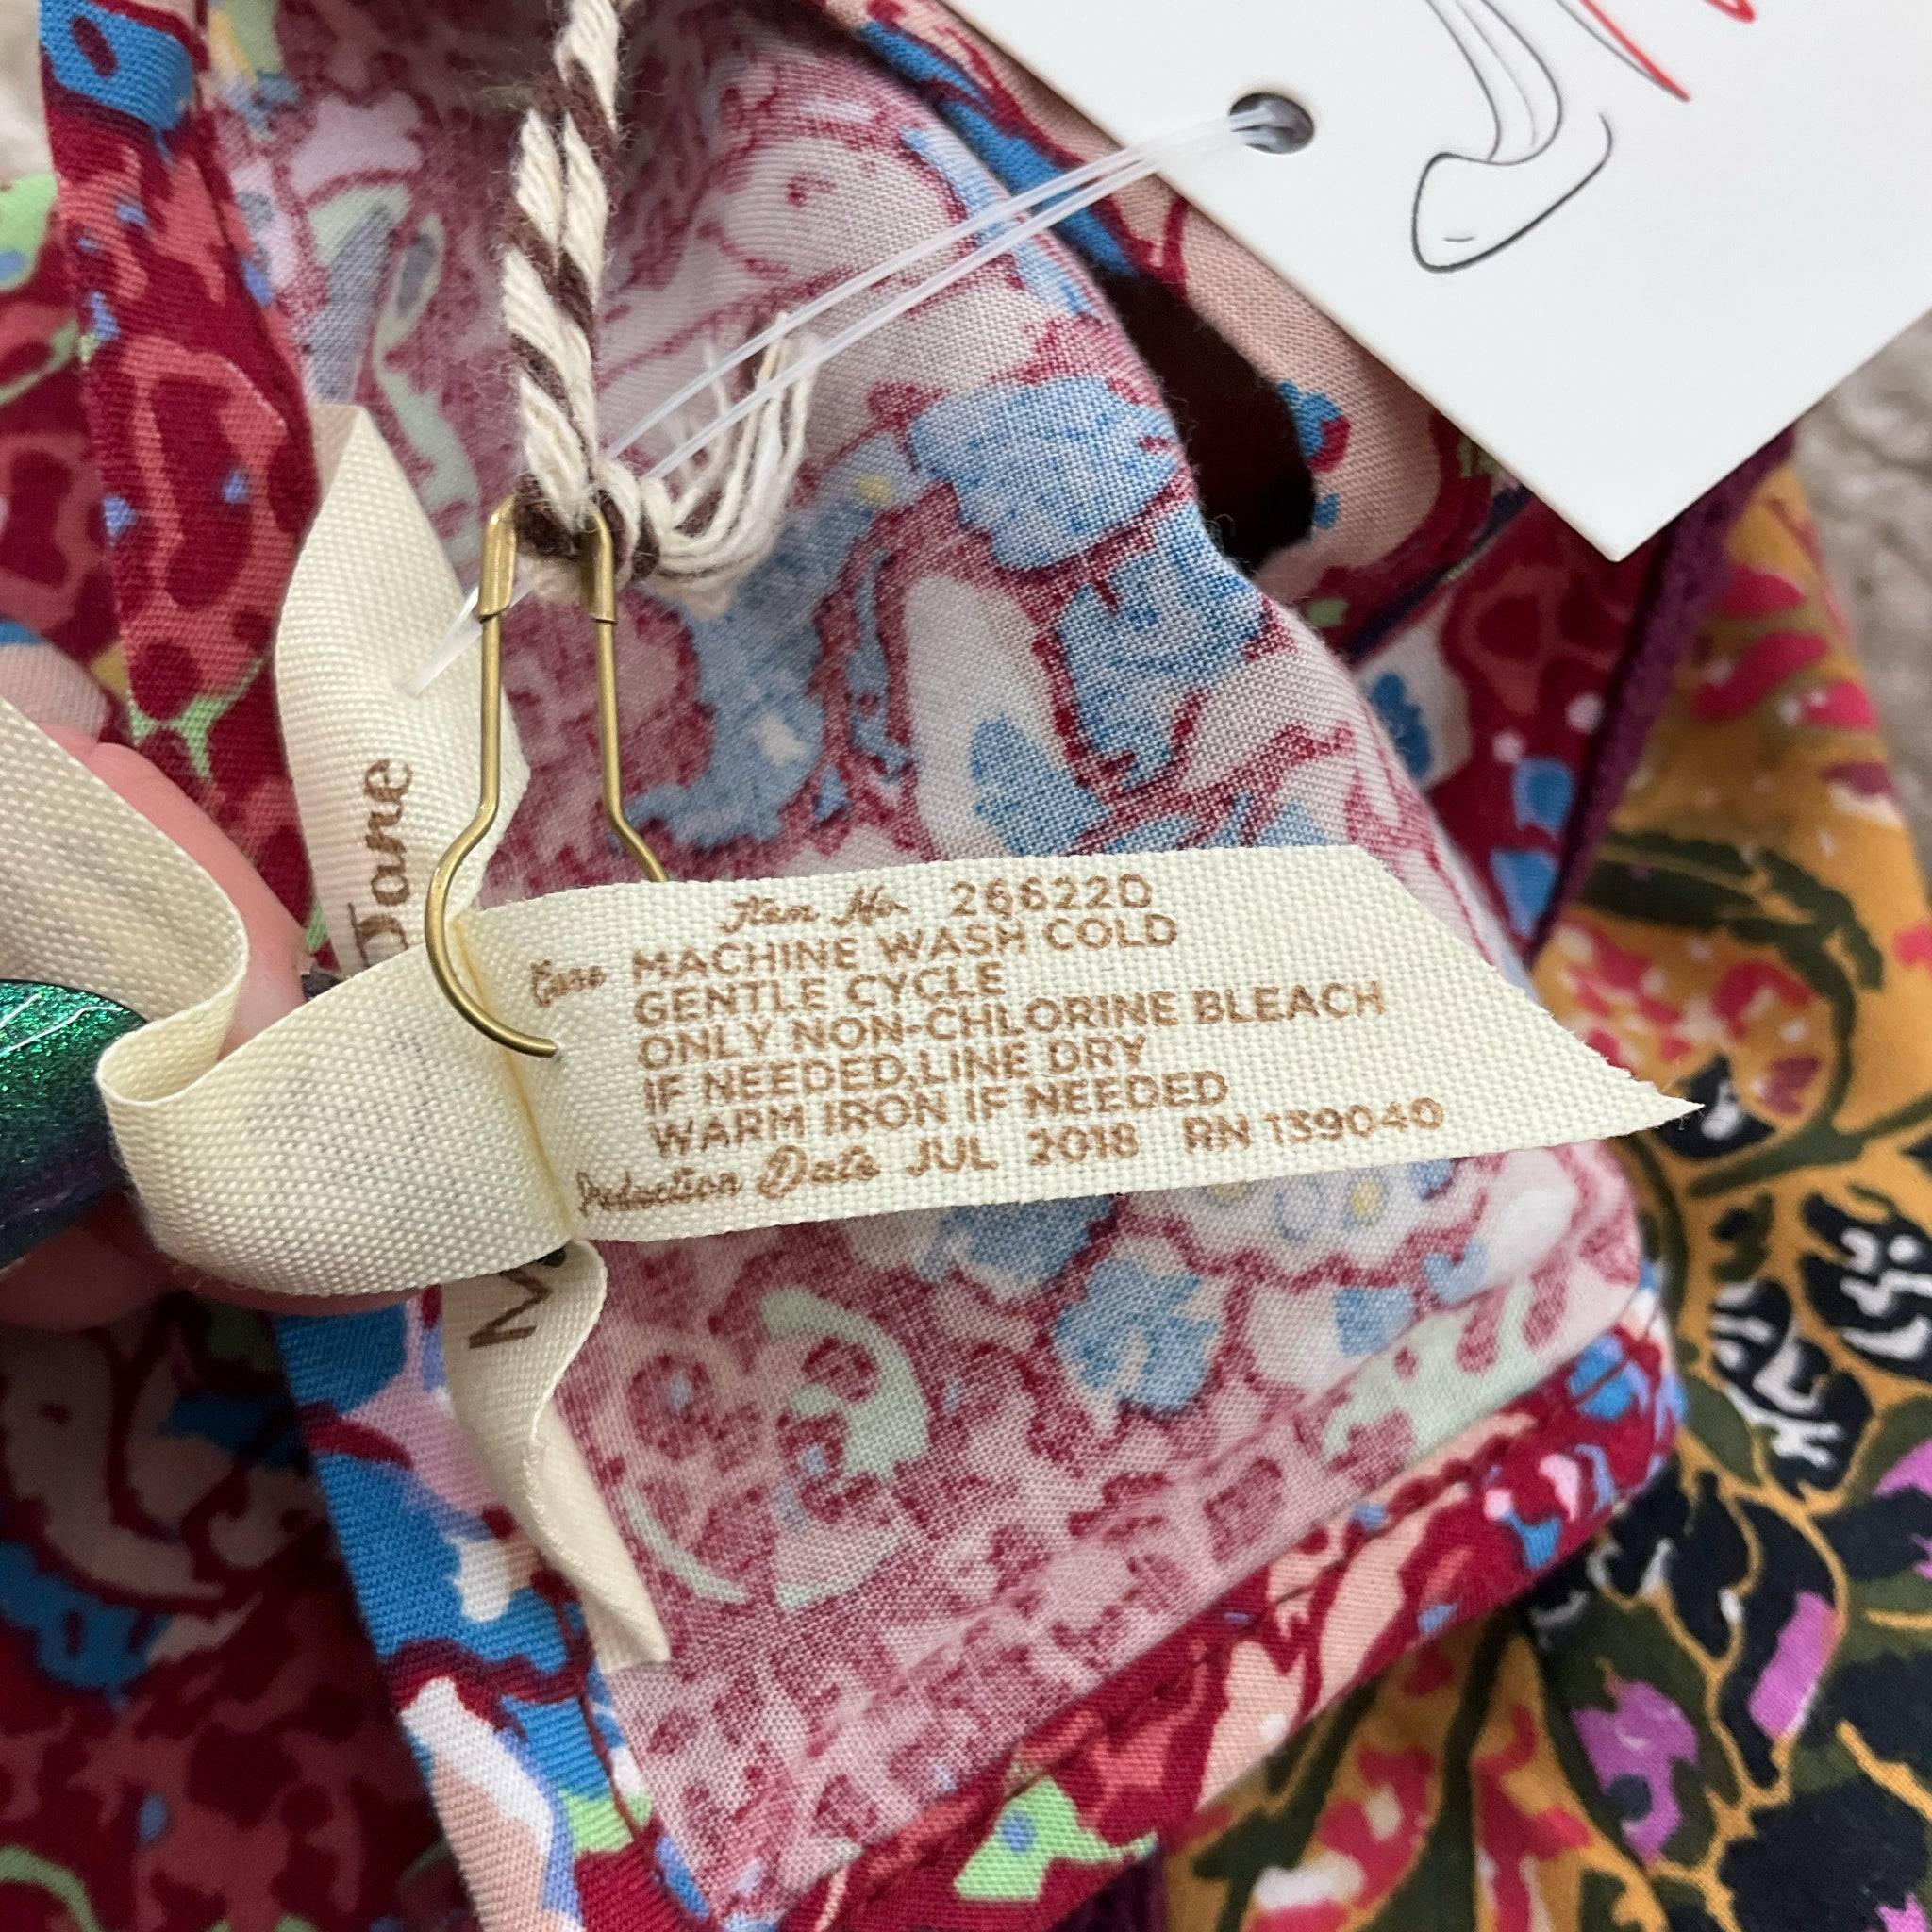 Jane
Item No. 266220
Care MACHINE WASH COLD
GENTLE CYCLE
ONLY NON-CHLORINE BLEACH
IF NEEDED,LINE DRY
WARM IRON IF NEEDED
Production Date JUL 2018 RN 139040